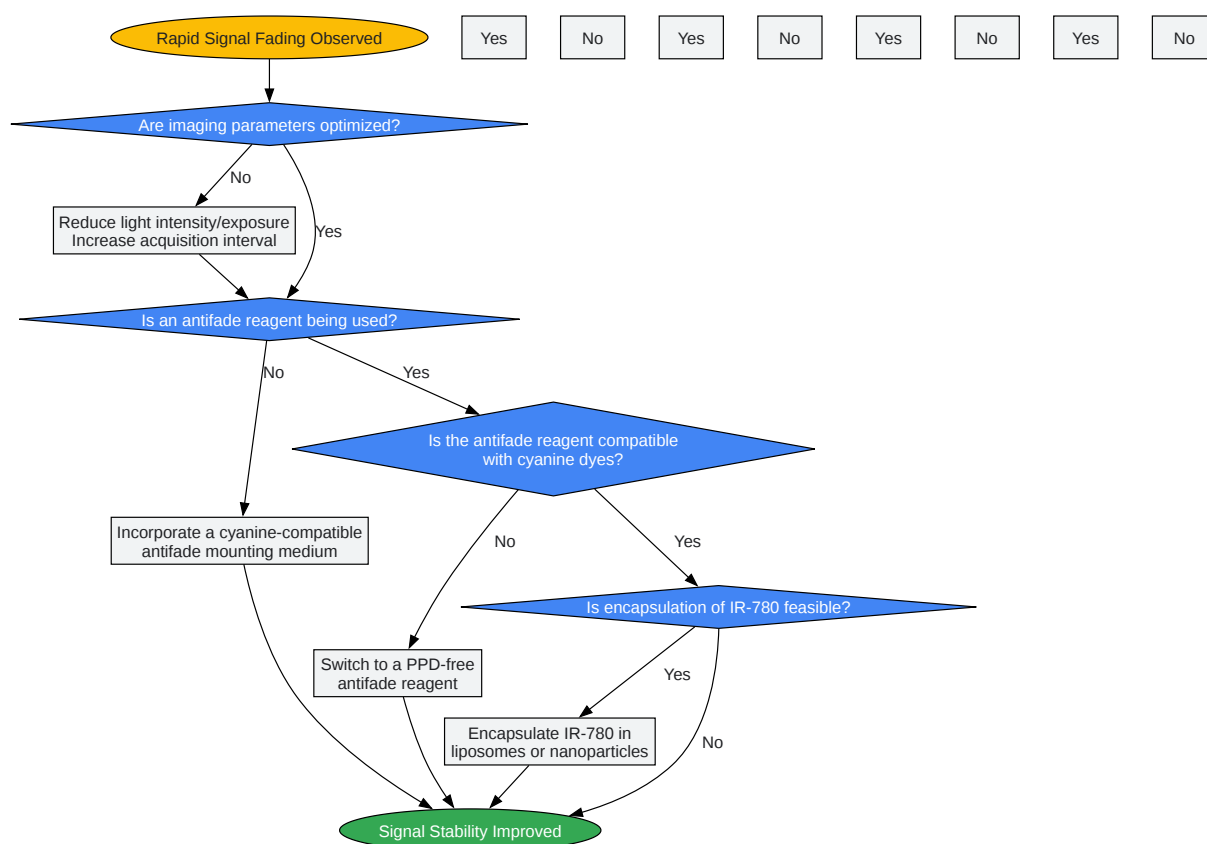 Rapid Signal Fading Observed
Yes
No
Yes
No
Yes
No
Yes
No
Are imaging parameters optimized?
No
Reduce light intensity/exposure
Increase acquisition interval
Yes
Is an antifade reagent being used?
No
Yes
Is the antifade reagent compatible
with cyanine dyes?
Incorporate a cyanine-compatible
antifade mounting medium
No
Yes
Is encapsulation of IR-780 feasible?
Switch to a PPD-free
antifade reagent
Yes
Encapsulate IR-780 in
liposomes or nanoparticles
No
Signal Stability Improved